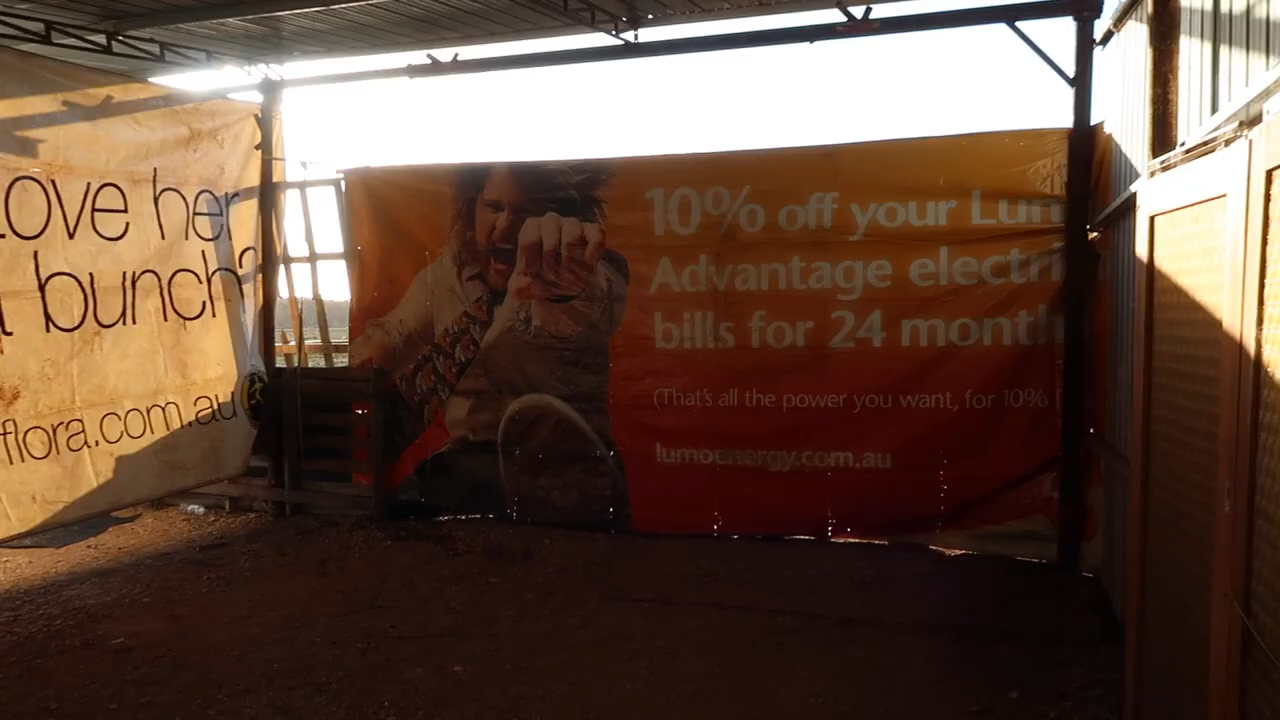 Love her
a bunch?
flora.com.au
10% off your Lum
Advantage electri
bills for 24 month
(That's all the power you want, for 10%
lumoenergy.com.au